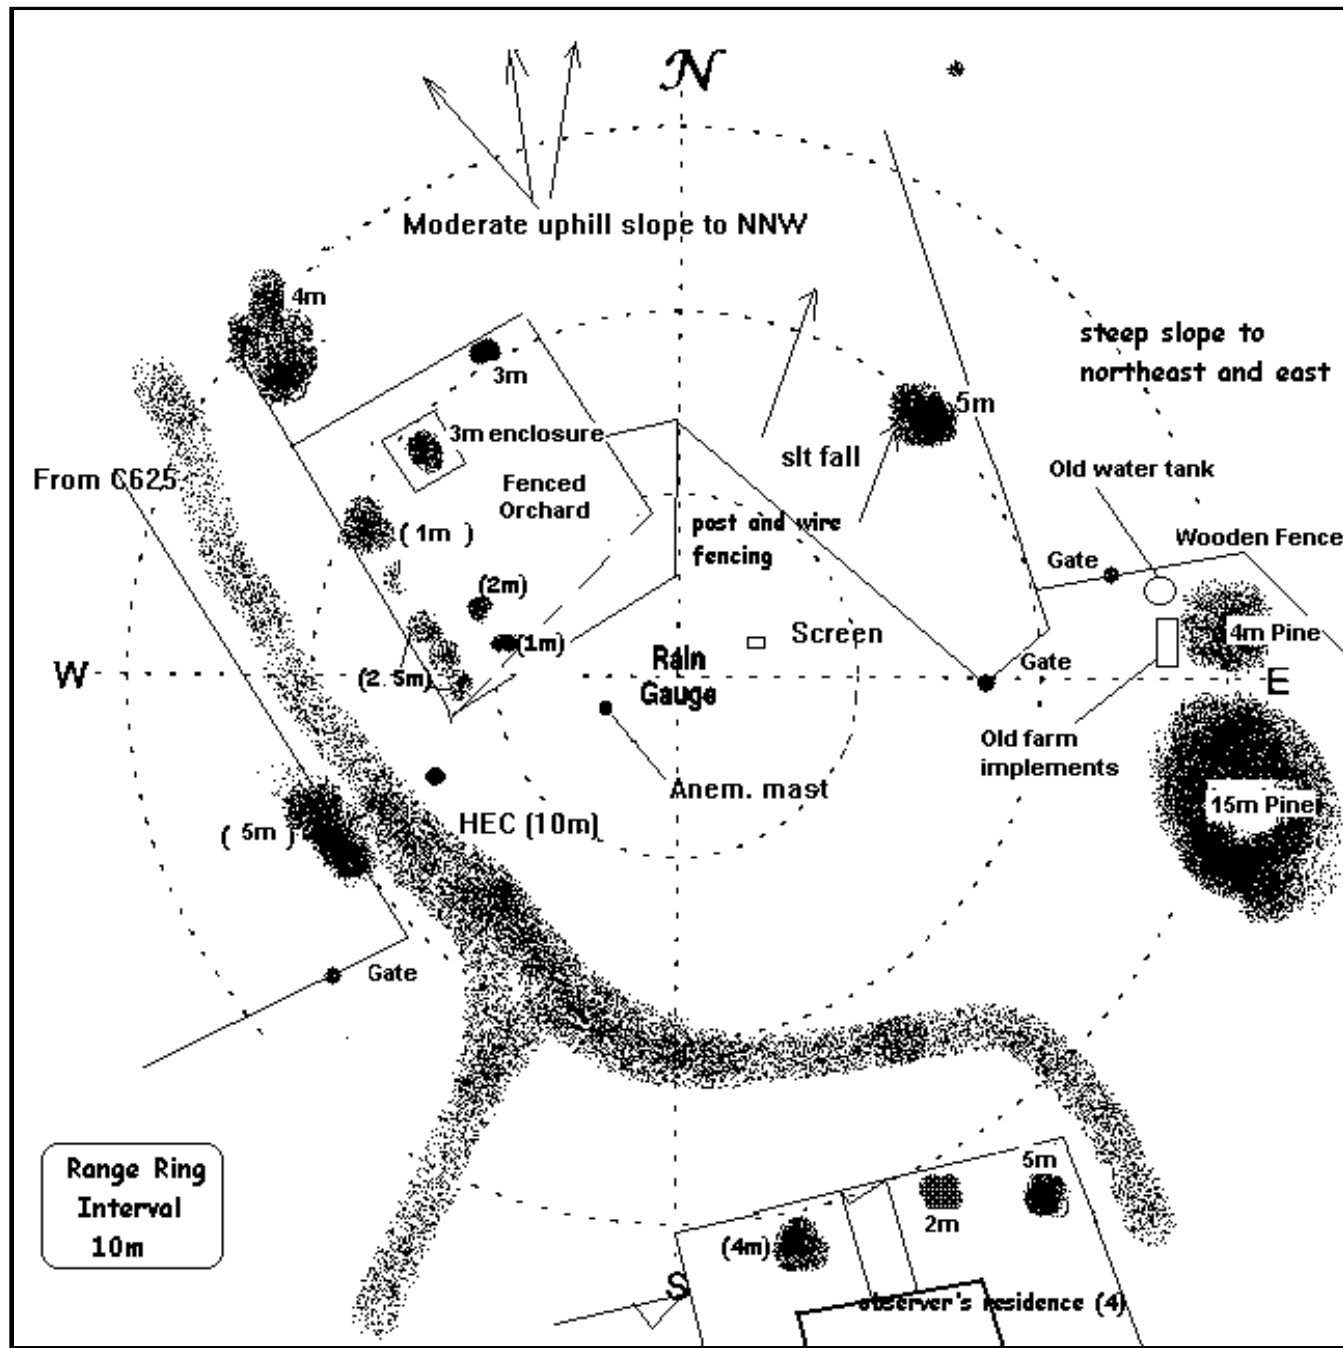 N
Moderate uphill slope to NNW
4m
3m
steep slope to
northeast and east
5m
3m enclosure
slt fall
Old water tank
From C625
Fenced
Orchard
(1m )
post and wire
fencing
Wooden Fence
Gate
(2m)
(1m)
Screen
4m Pine
Rain
Gauge
Gate
W
(2.5m)
E
Old farm
implements
Anem. mast
15m Pine
( 5m )
HEC (10m)
Gate
Range Ring
Interval
10m
5m
2m
(4m)
S
observer's residence (4)